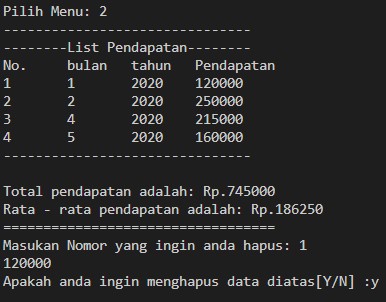 Pilih Menu: 2
-------------------------------
--------List Pendapatan--------
No. bulan tahun Pendapatan
1 1 2020 120000
2 2 2020 250000
3 4 2020 215000
4 5 2020 160000
-------------------------------
Total pendapatan adalah: Rp.745000
Rata - rata pendapatan adalah: Rp.186250
==================================
Masukan Nomor yang ingin anda hapus: 1
120000
Apakah anda ingin menghapus data diatas[Y/N] :y